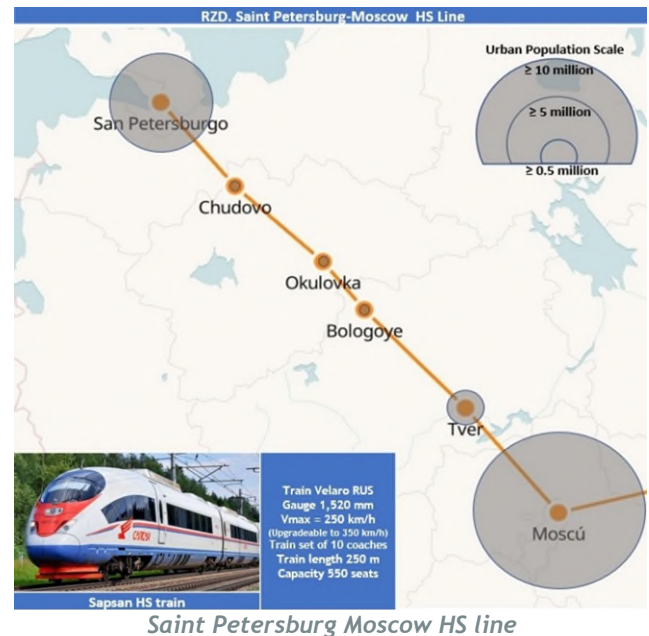 RZD. Saint Petersburg-Moscow HS Line
Urban Population Scale
≥ 10 million
≥ 5 million
≥ 0.5 million
San Petersburgo
Chudovo
Okulovka
Bologoye
Tver
Moscú
Train Velaro RUS
Gauge 1,520 mm
Vmax = 250 km/h
(Upgradeable to 350 km/h)
Train set of 10 coaches
Train length 250 m
Capacity 550 seats
Sapsan HS train
Saint Petersburg Moscow HS line